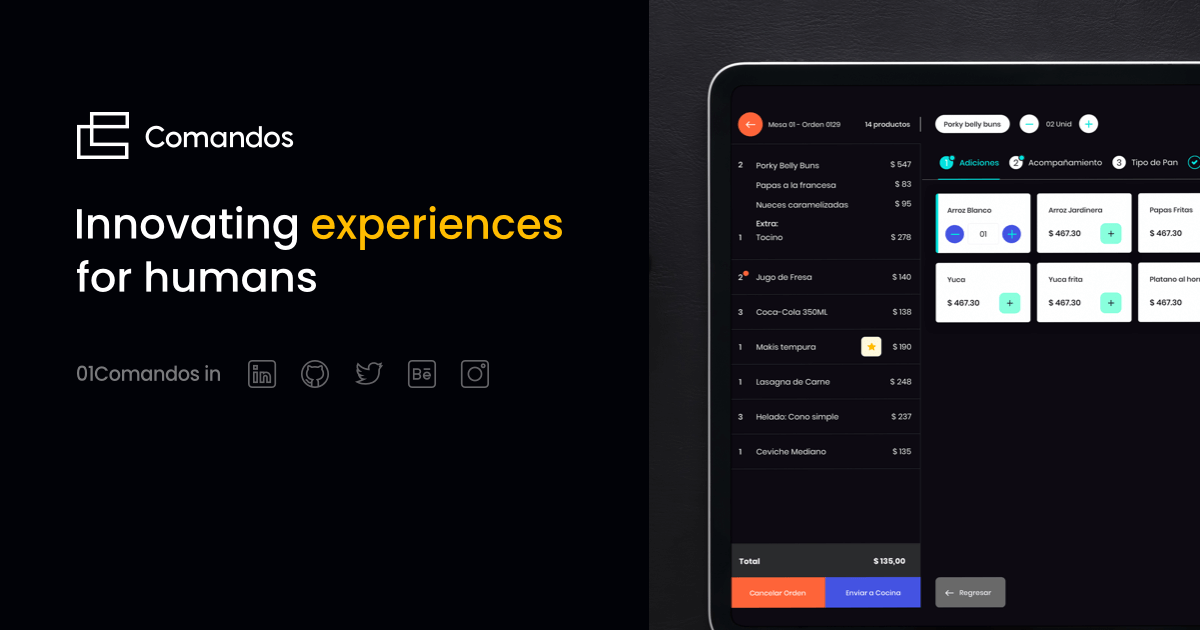 Comandos
Innovating experiences
for humans
01Comandos in
in
Bē
Mesa 01 - Orden 0129
14 productos
2 Porky Belly Buns $ 547
Papas a la francesa $ 83
Nueces caramelizadas $ 95
Extra:
1 Tocino $ 278
2 Jugo de Fresa $ 140
3 Coca-Cola 350ML $ 138
1 Makis tempura $ 190
1 Lasagna de Carne $ 248
3 Helado: Cono simple $ 237
1 Ceviche Mediano $ 135
Total $ 135,00
Cancelar Orden
Enviar a Cocina
Porky belly buns
02 Unid
1 Adiciones
2 Acompañamiento
3 Tipo de Pan
Arroz Blanco
01
Arroz Jardinera
$ 467.30
Papas Fritas
$ 467.30
Yuca
$ 467.30
Yuca frita
$ 467.30
Platano al hor
$ 467.30
Regresar